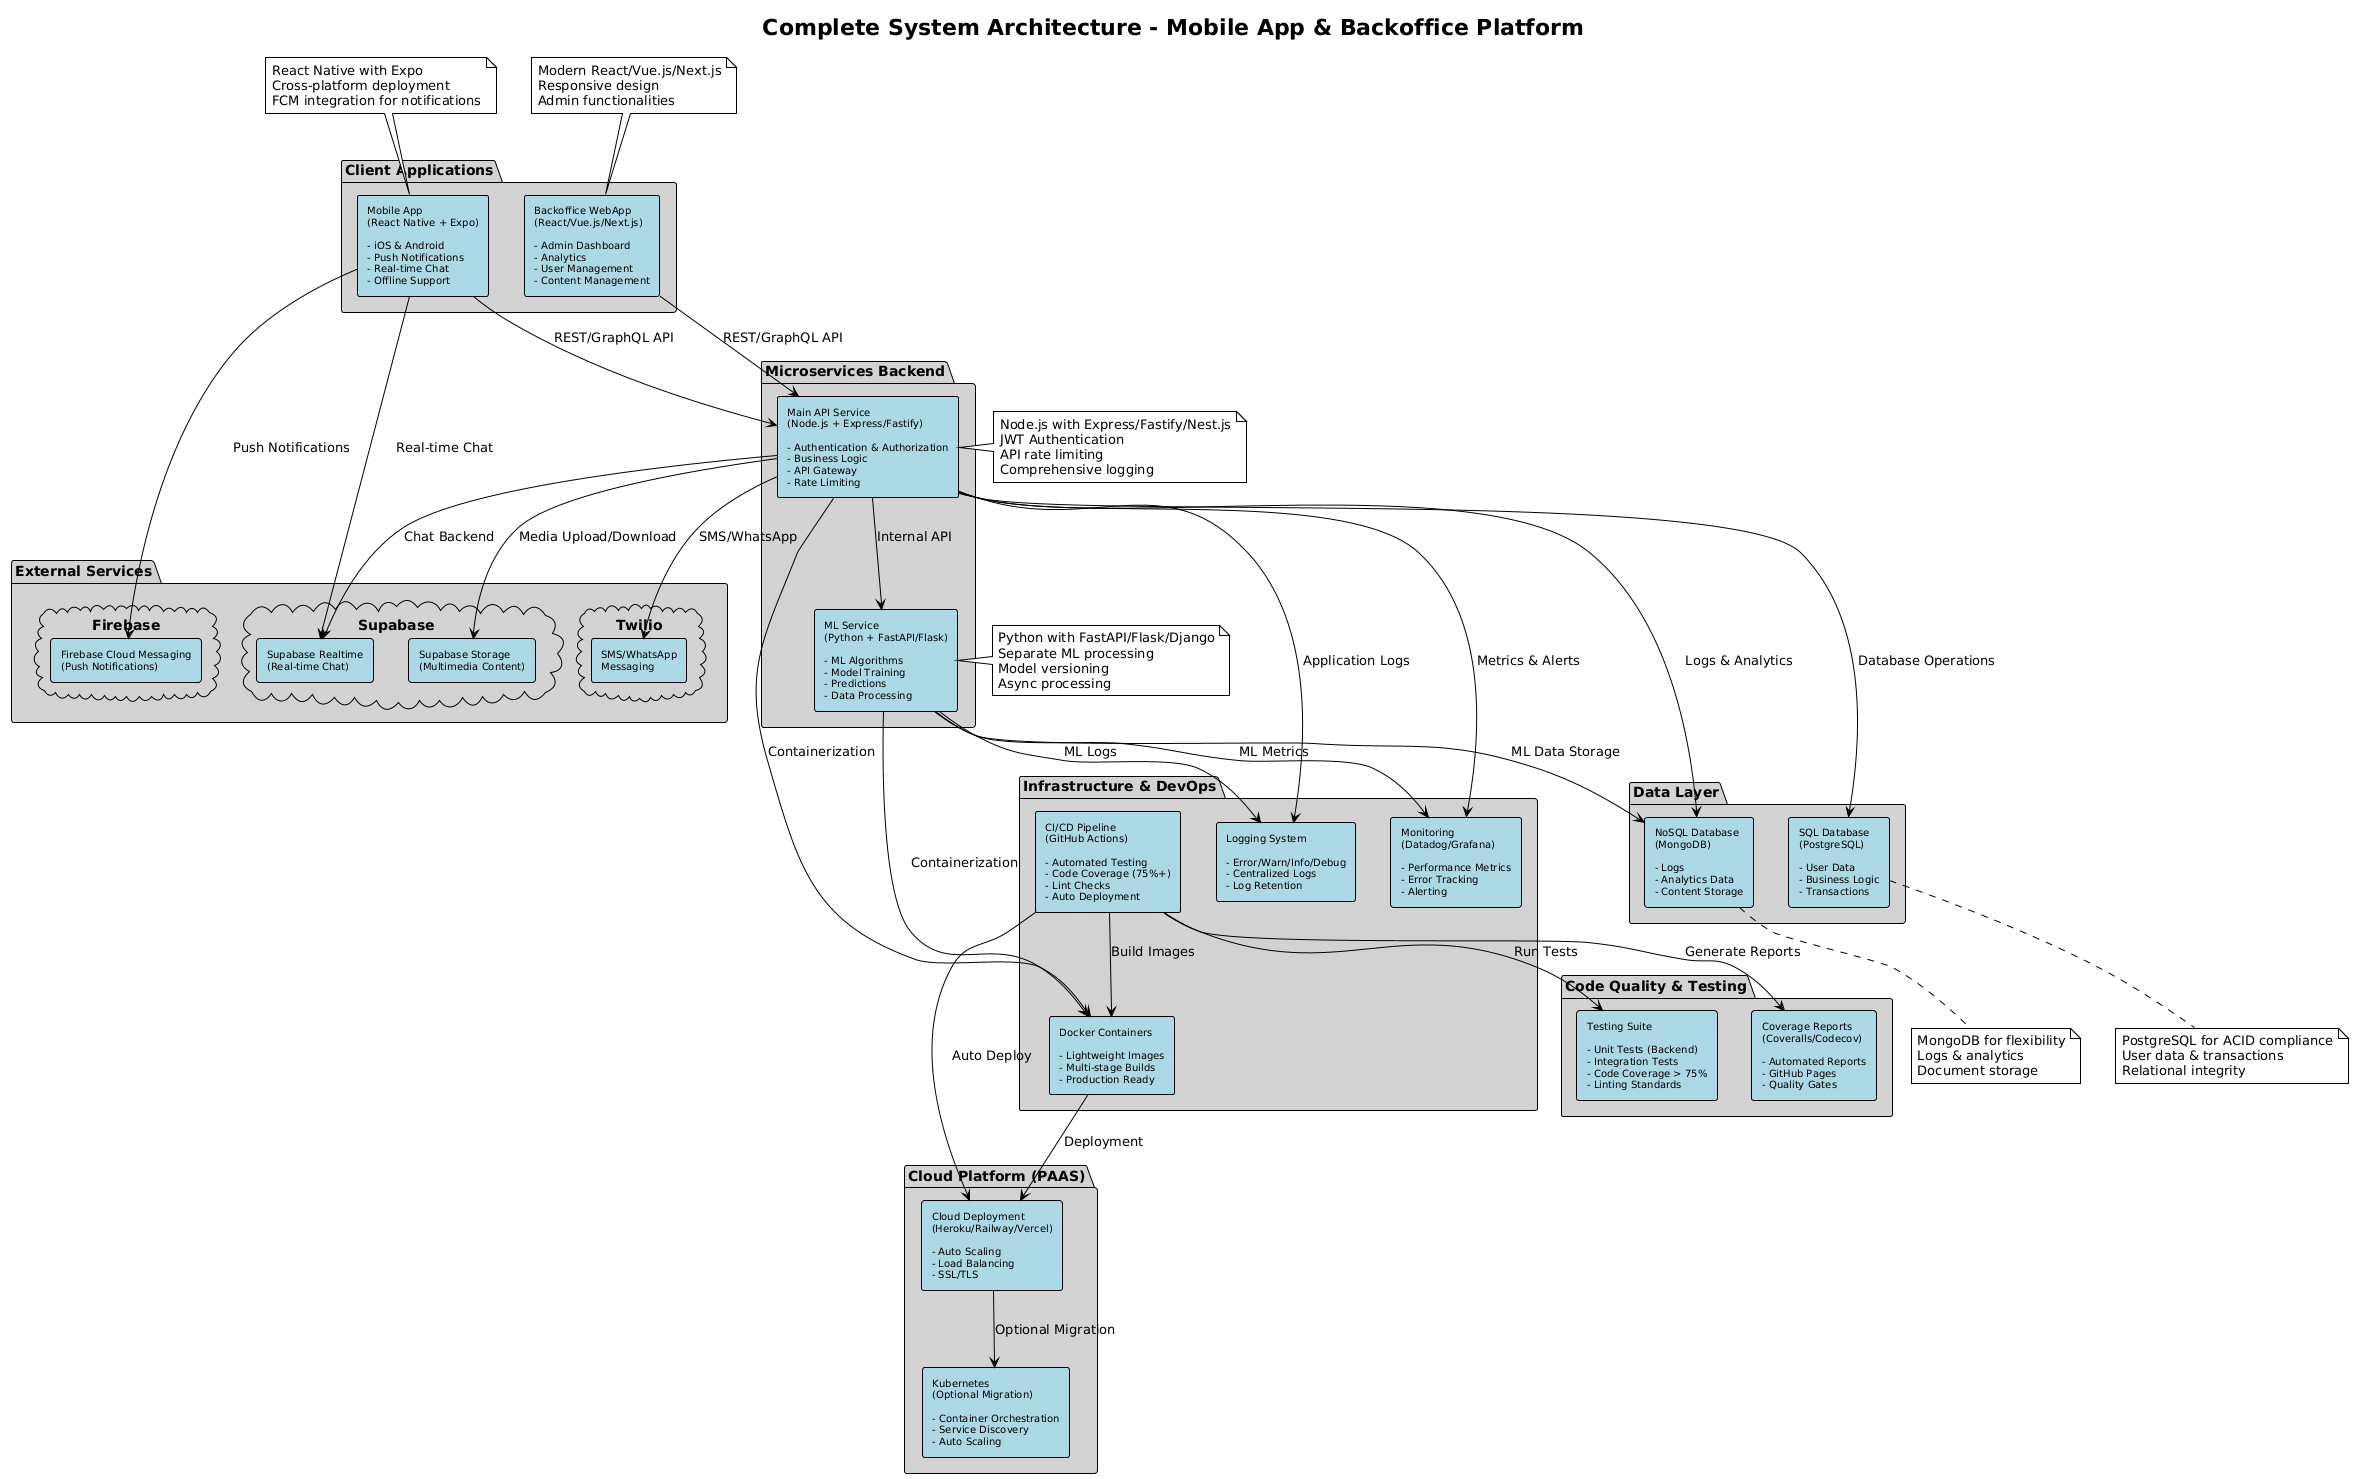 Complete System Architecture - Mobile App & Backoffice Platform
React Native with Expo
Cross-platform deployment
FCM integration for notifications
Modern React/Vue.js/Next.js
Responsive design
Admin functionalities
Client Applications
Mobile App
(React Native + Expo)
- iOS & Android
- Push Notifications
- Real-time Chat
- Offline Support
Backoffice WebApp
(React/Vue.js/Next.js)
- Admin Dashboard
- Analytics
- User Management
- Content Management
REST/GraphQL API
REST/GraphQL API
Microservices Backend
Main API Service
(Node.js + Express/Fastify)
- Authentication & Authorization
- Business Logic
- API Gateway
- Rate Limiting
Node.js with Express/Fastify/Nest.js
JWT Authentication
API rate limiting
Comprehensive logging
Push Notifications
Real-time Chat
Chat Backend
Media Upload/Download
SMS/WhatsApp
Internal API
External Services
Firebase
Firebase Cloud Messaging
(Push Notifications)
Supabase
Supabase Realtime
(Real-time Chat)
Supabase Storage
(Multimedia Content)
Twilio
SMS/WhatsApp
Messaging
ML Service
(Python + FastAPI/Flask)
- ML Algorithms
- Model Training
- Predictions
- Data Processing
Python with FastAPI/Flask/Django
Separate ML processing
Model versioning
Async processing
Application Logs
Metrics & Alerts
Logs & Analytics
Database Operations
Containerization
ML Logs
ML Metrics
ML Data Storage
Infrastructure & DevOps
CI/CD Pipeline
(GitHub Actions)
- Automated Testing
- Code Coverage (75%+)
- Lint Checks
- Auto Deployment
Logging System
- Error/Warn/Info/Debug
- Centralized Logs
- Log Retention
Monitoring
(Datadog/Grafana)
- Performance Metrics
- Error Tracking
- Alerting
Data Layer
NoSQL Database
(MongoDB)
- Logs
- Analytics Data
- Content Storage
SQL Database
(PostgreSQL)
- User Data
- Business Logic
- Transactions
Containerization
Build Images
Run Tests
Generate Reports
Auto Deploy
Docker Containers
- Lightweight Images
- Multi-stage Builds
- Production Ready
Code Quality & Testing
Testing Suite
- Unit Tests (Backend)
- Integration Tests
- Code Coverage > 75%
- Linting Standards
Coverage Reports
(Coveralls/Codecov)
- Automated Reports
- GitHub Pages
- Quality Gates
MongoDB for flexibility
Logs & analytics
Document storage
PostgreSQL for ACID compliance
User data & transactions
Relational integrity
Deployment
Cloud Platform (PAAS)
Cloud Deployment
(Heroku/Railway/Vercel)
- Auto Scaling
- Load Balancing
- SSL/TLS
Optional Migration
Kubernetes
(Optional Migration)
- Container Orchestration
- Service Discovery
- Auto Scaling